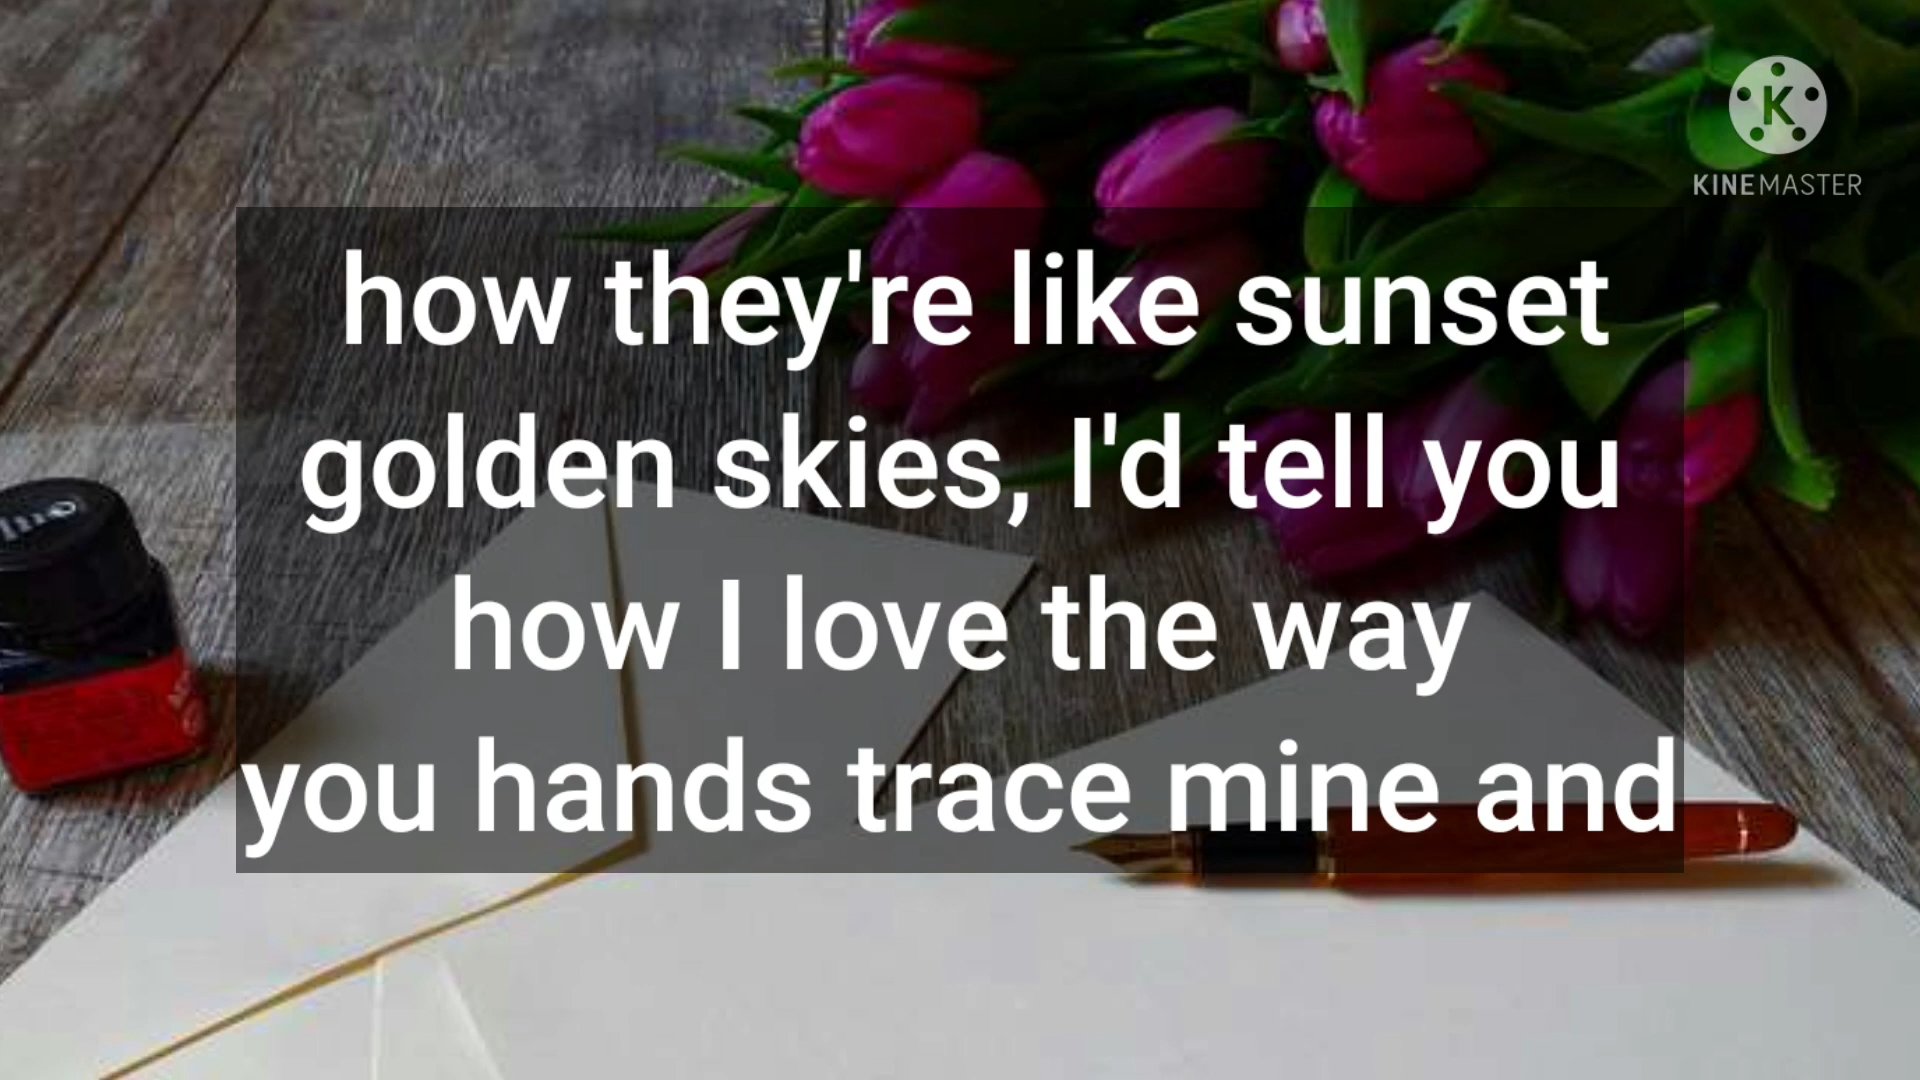 KINEMASTER
how they're like sunset
golden skies, I'd tell you
how I love the way
you hands trace mine and